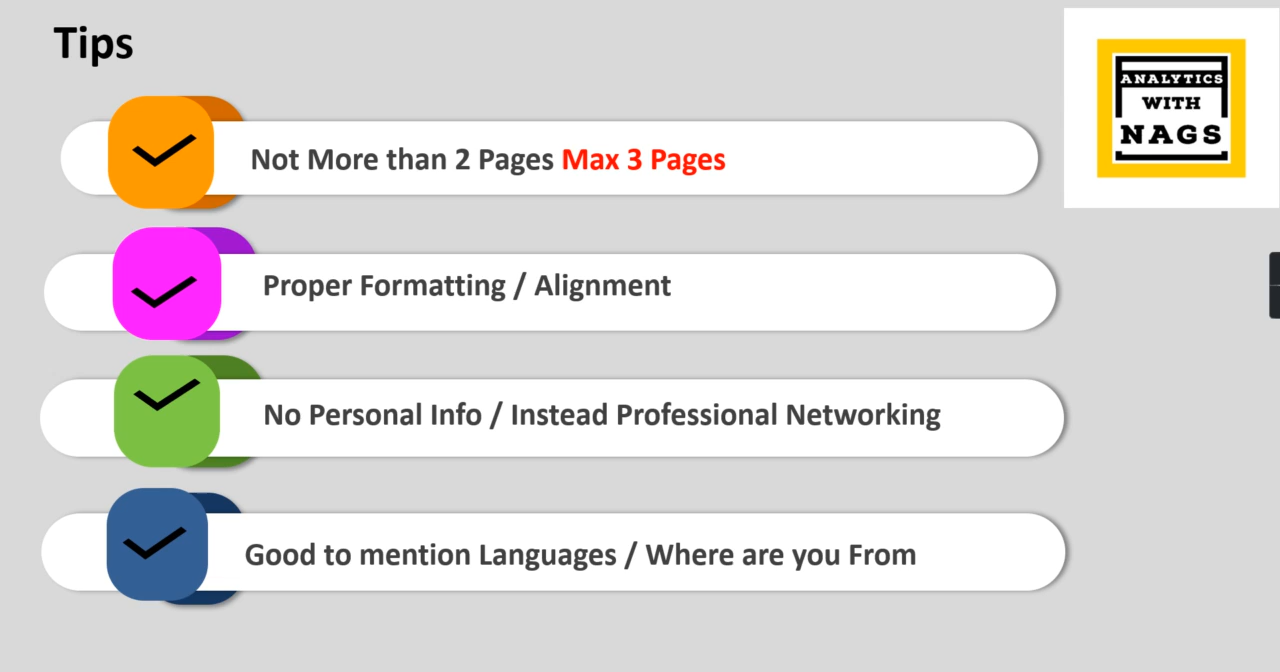 Tips
ANALYTICS
WITH
NAGS
Not More than 2 Pages Max 3 Pages
Proper Formatting / Alignment
No Personal Info / Instead Professional Networking
Good to mention Languages / Where are you From